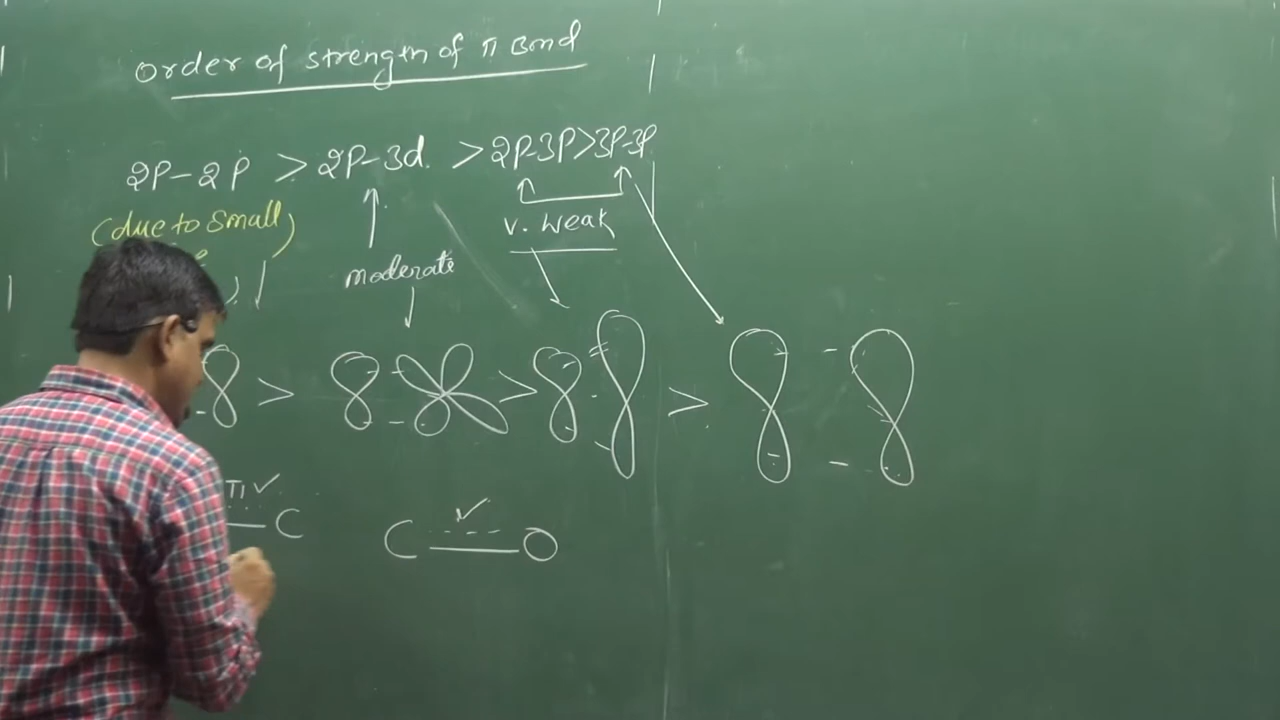 Order of strength of π Bond
2P-2P > 2P-3d > 2P-3P > 3P-3P
(due to small)
v. weak
moderate
> > >
π ✓
C
✓
C O